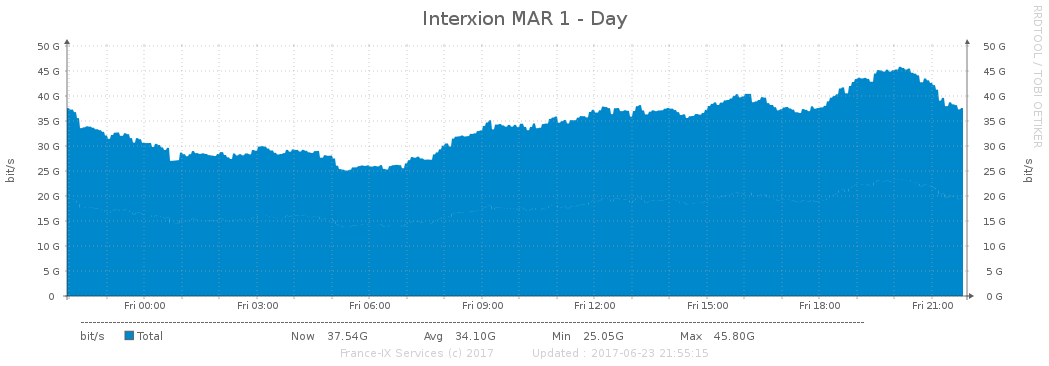 Interxion MAR 1 - Day
RRDTOOL / TOBI OETIKER
50 G 50 G
45 G 45 G
40 G 40 G
35 G 35 G
30 G 30 G
25 G 25 G
20 G 20 G
15 G 15 G
10 G 10 G
5 G 5 G
0 0 G
bit/s bit/s
Fri 00:00 Fri 03:00 Fri 06:00 Fri 09:00 Fri 12:00 Fri 15:00 Fri 18:00 Fri 21:00
bit/s Total Now 37.54G Avg 34.10G Min 25.05G Max 45.80G
France-IX Services (c) 2017 Updated : 2017-06-23 21:55:15